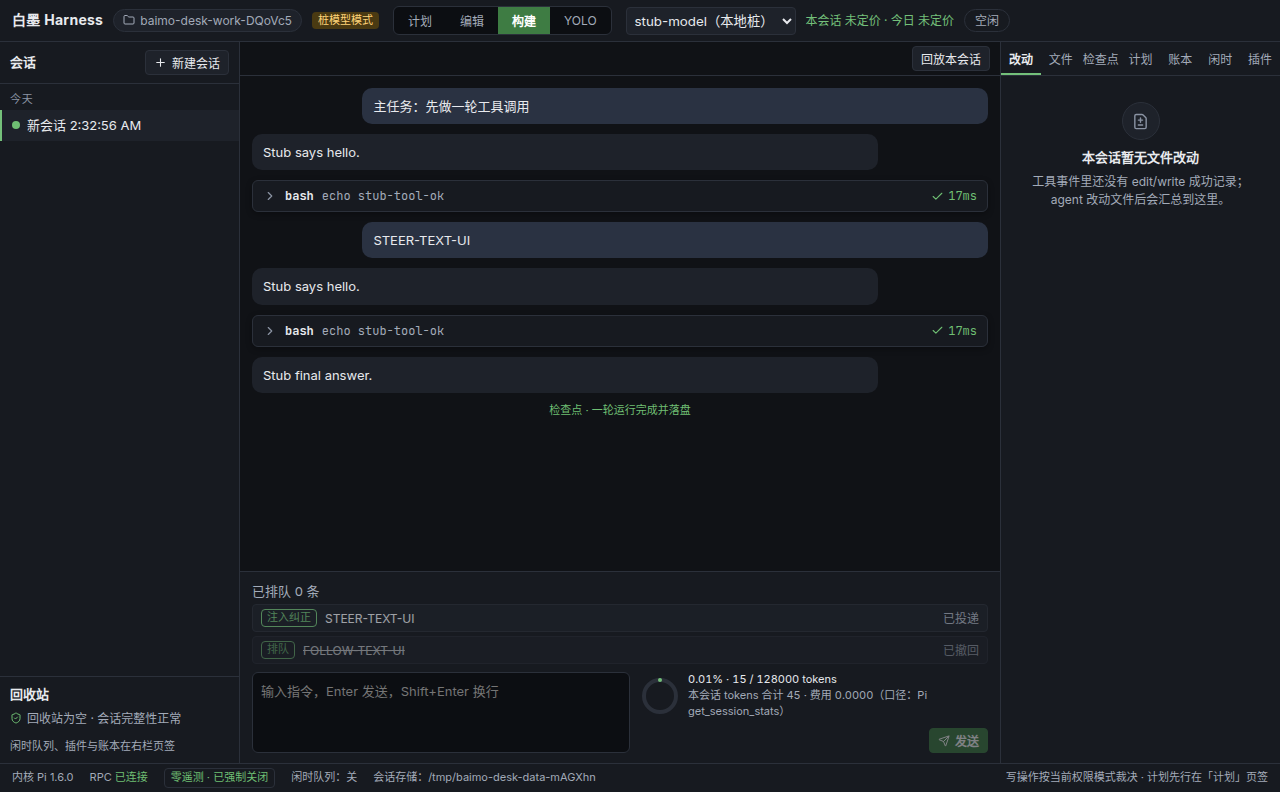 白墨 Harness
baimo-desk-work-DQoVc5
桩模型模式
计划
编辑
构建
YOLO
stub-model（本地桩）
本会话 未定价 · 今日 未定价
空闲
会话
新建会话
今天
新会话 2:32:56 AM
回放本会话
主任务：先做一轮工具调用
Stub says hello.
bash echo stub-tool-ok
17ms
STEER-TEXT-UI
Stub says hello.
bash echo stub-tool-ok
17ms
Stub final answer.
检查点 · 一轮运行完成并落盘
改动
文件
检查点
计划
账本
闲时
插件
本会话暂无文件改动
工具事件里还没有 edit/write 成功记录；
agent 改动文件后会汇总到这里。
已排队 0 条
注入纠正 STEER-TEXT-UI
已投递
排队 FOLLOW-TEXT-UI
已撤回
输入指令，Enter 发送，Shift+Enter 换行
0.01% · 15 / 128000 tokens
本会话 tokens 合计 45 · 费用 0.0000（口径：Pi
get_session_stats）
发送
回收站
回收站为空 · 会话完整性正常
闲时队列、插件与账本在右栏页签
内核 Pi 1.6.0
RPC 已连接
零遥测 · 已强制关闭
闲时队列：关
会话存储：/tmp/baimo-desk-data-mAGXhn
写操作按当前权限模式裁决 · 计划先行在「计划」页签